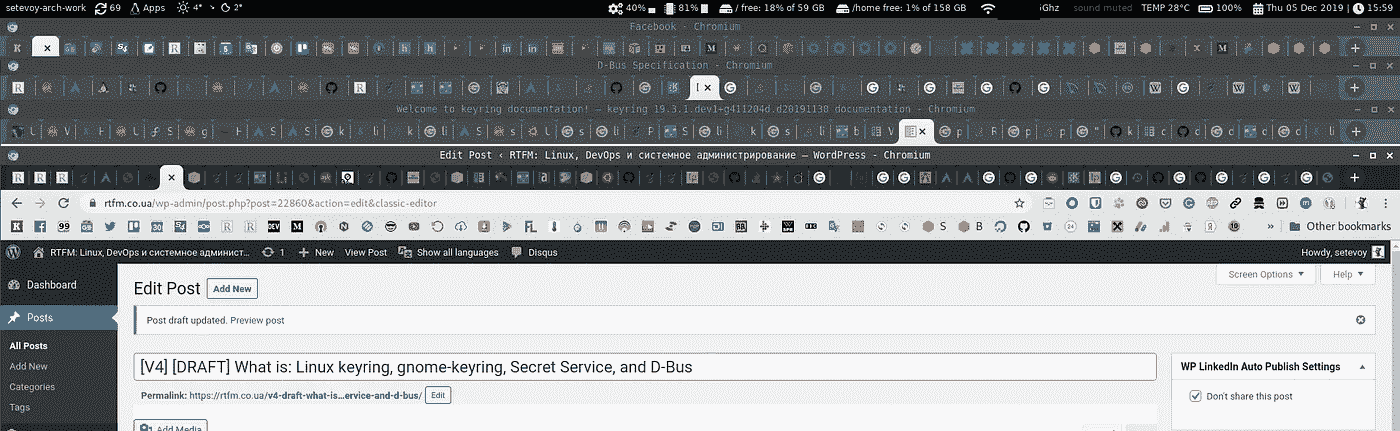 setevoy-arch-work 69 Apps 4* 2* 40% 81% / free: 18% of 59 GB /home free: 1% of 158 GB Ghz sound muted TEMP 28°C 100% Thu 05 Dec 2019 | 15:59
Facebook - Chromium
D-Bus Specification - Chromium
Welcome to keyring documentation! — keyring 19.3.1.dev1+g411204d.d20191130 documentation - Chromium
Edit Post ‹ RTFM: Linux, DevOps и системное администрирование — WordPress - Chromium
rtfm.co.ua/wp-admin/post.php?post=22860&action=edit&classic-editor
» Other bookmarks
RTFM: Linux, DevOps и системное админист... 1 + New View Post Show all languages Disqus Howdy, setevoy
Screen Options Help
Dashboard
Edit Post Add New
Posts
Post draft updated. Preview post
All Posts
Add New
Categories
Tags
[V4] [DRAFT] What is: Linux keyring, gnome-keyring, Secret Service, and D-Bus
Permalink: https://rtfm.co.ua/v4-draft-what-is…ervice-and-d-bus/ Edit
Add Media
WP LinkedIn Auto Publish Settings
Don't share this post